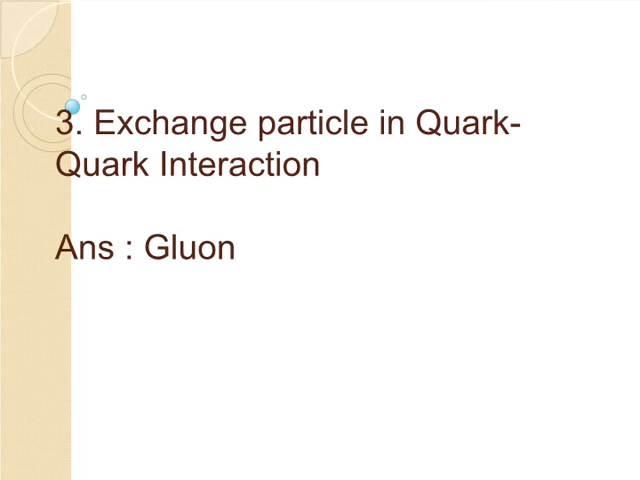 3. Exchange particle in Quark-
Quark Interaction
Ans : Gluon